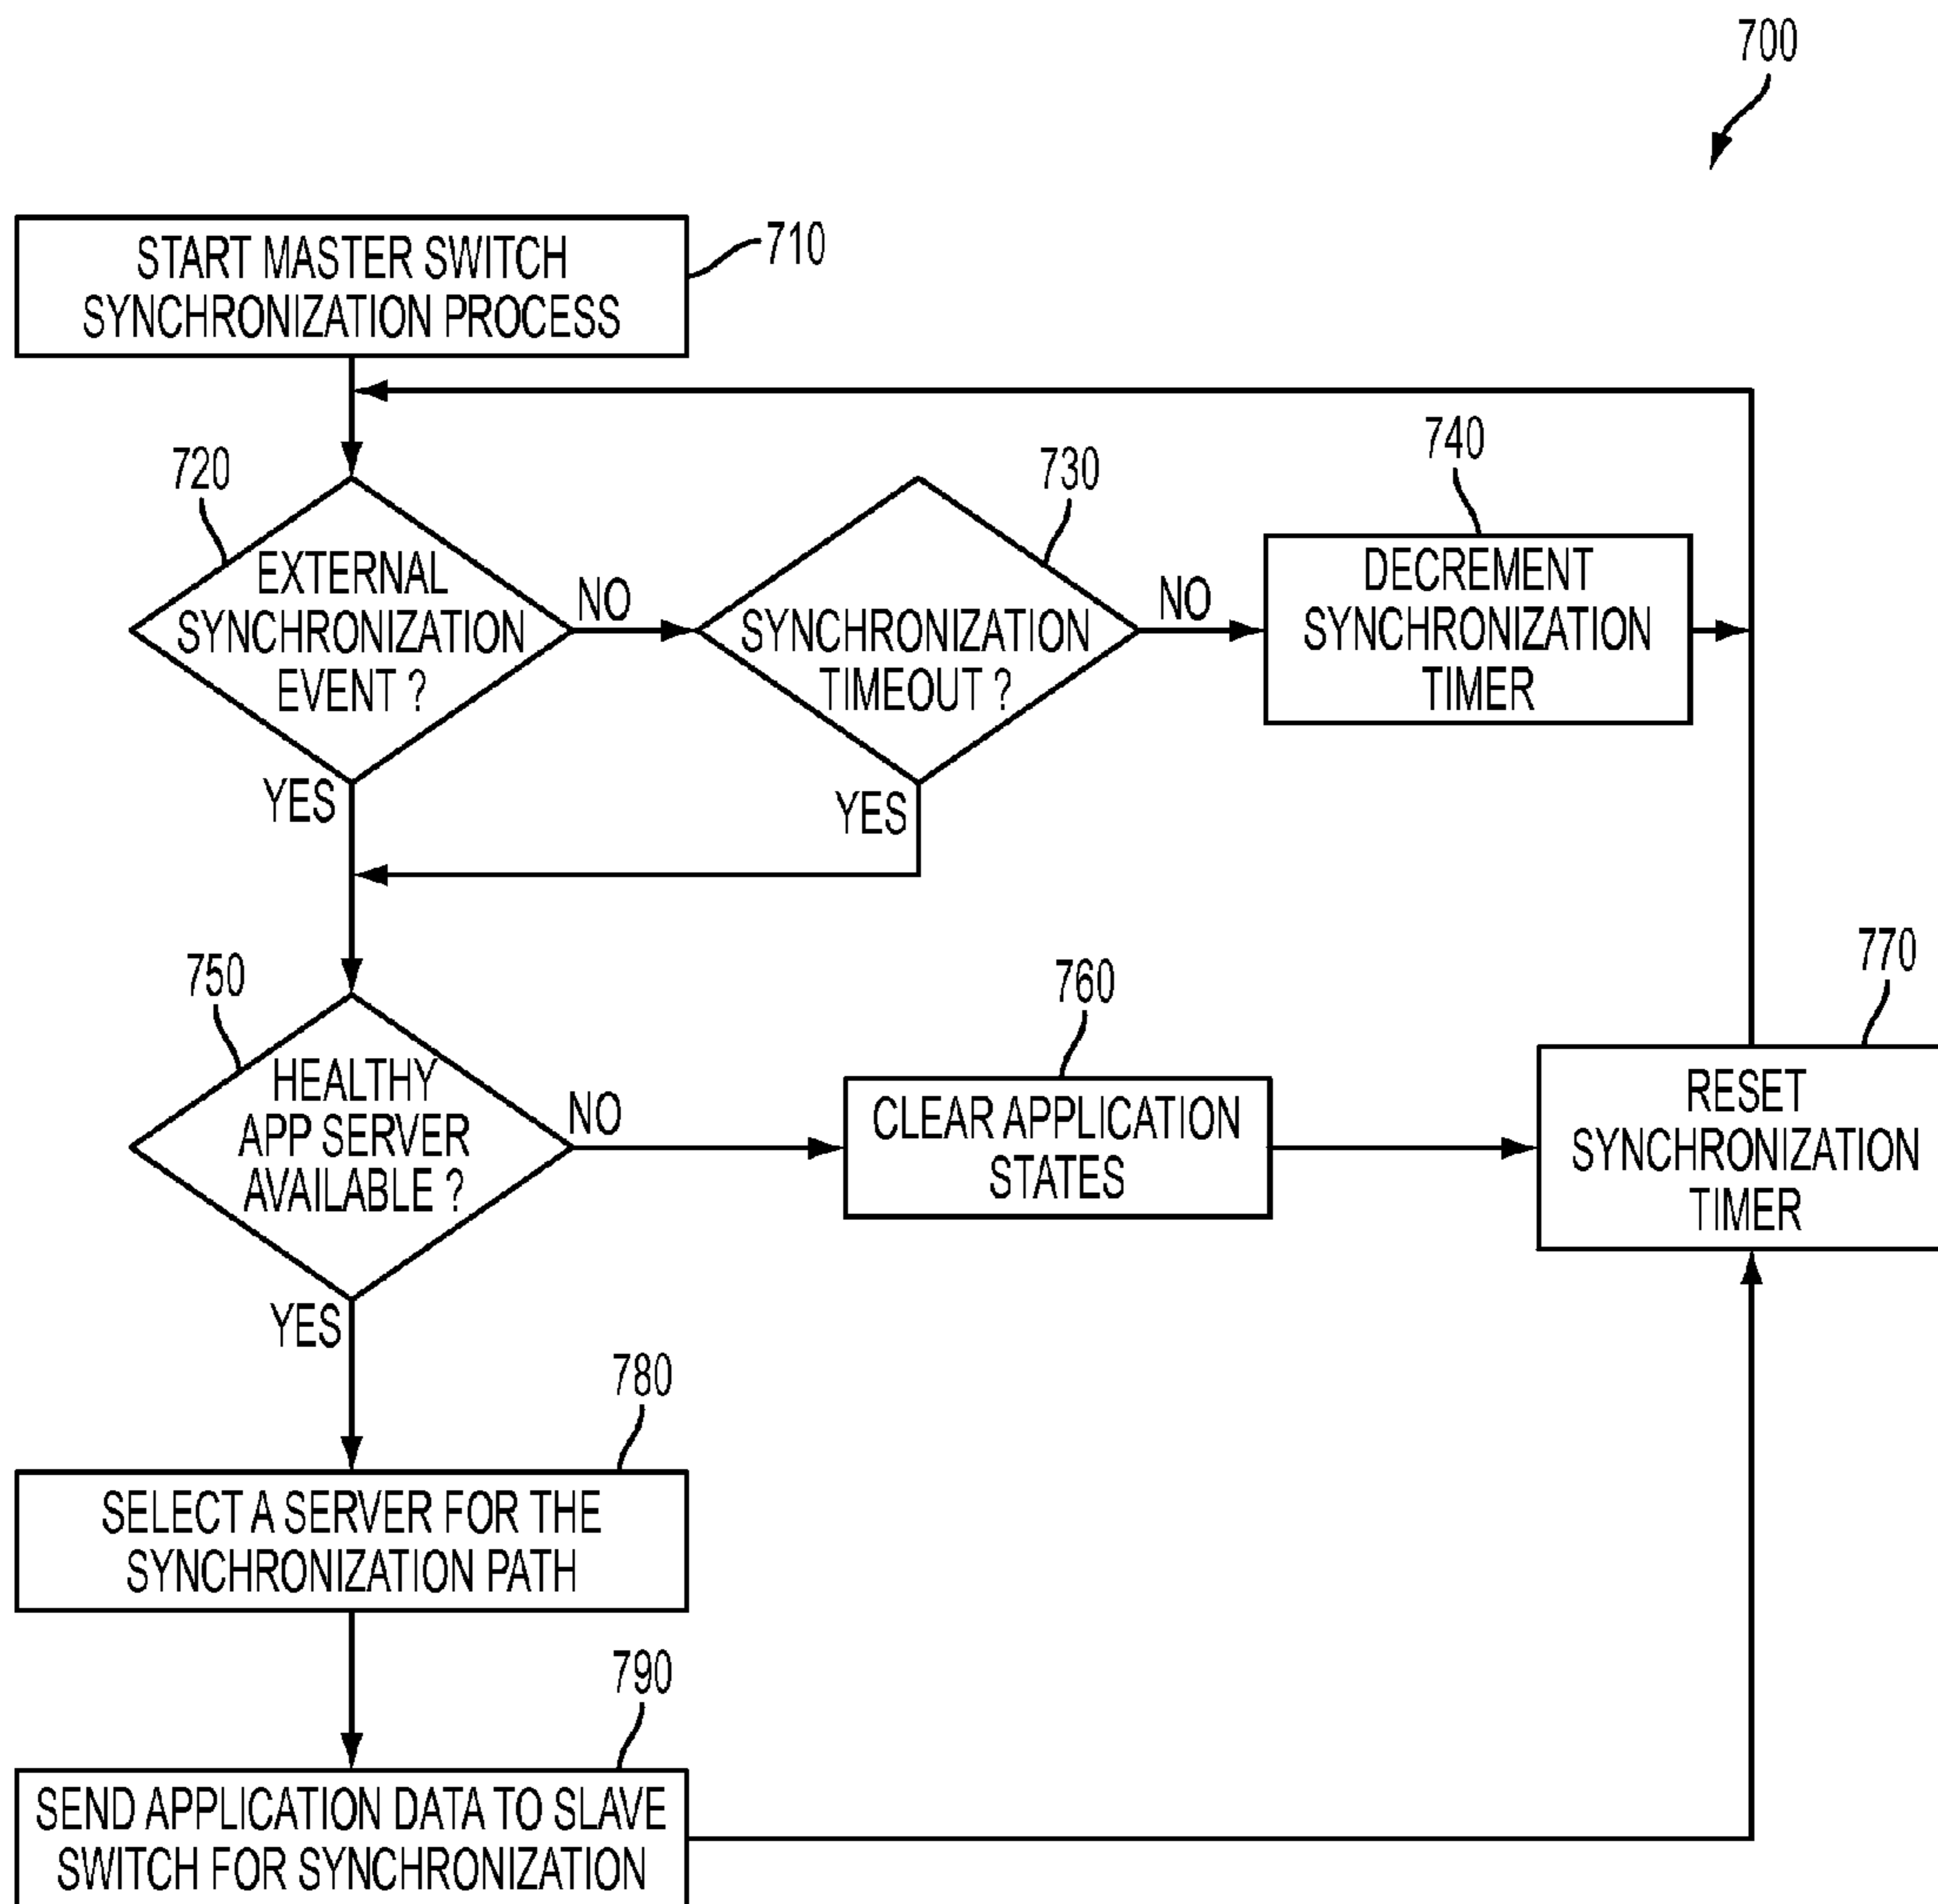 700
START MASTER SWITCH
SYNCHRONIZATION PROCESS
710
720
EXTERNAL
SYNCHRONIZATION
EVENT ?
NO
YES
730
SYNCHRONIZATION
TIMEOUT ?
NO
YES
740
DECREMENT
SYNCHRONIZATION
TIMER
750
HEALTHY
APP SERVER
AVAILABLE ?
NO
YES
760
CLEAR APPLICATION
STATES
770
RESET
SYNCHRONIZATION
TIMER
780
SELECT A SERVER FOR THE
SYNCHRONIZATION PATH
790
SEND APPLICATION DATA TO SLAVE
SWITCH FOR SYNCHRONIZATION